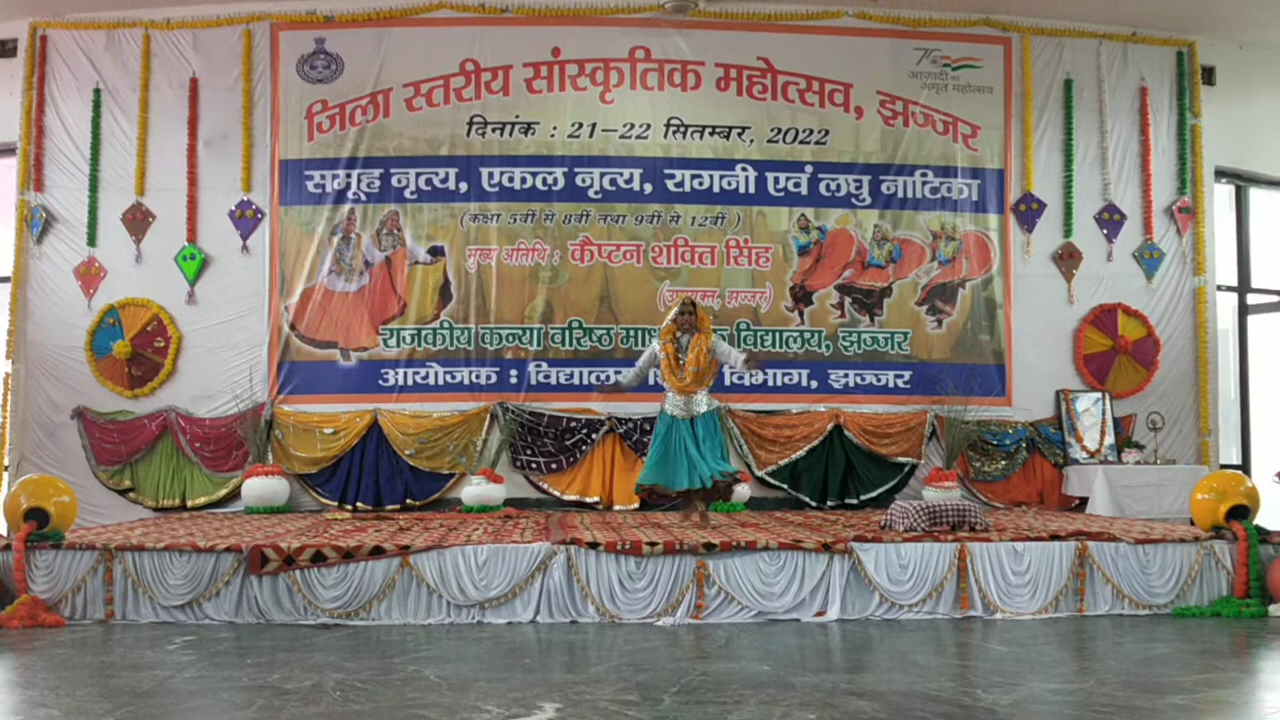 75
आज़ादी का
अमृत महोत्सव
जिला स्तरीय सांस्कृतिक महोत्सव, झज्जर
दिनांक : 21-22 सितम्बर, 2022
समूह नृत्य, एकल नृत्य, रागनी एवं लघु नाटिका
(कक्षा 5वीं से 8वीं तथा 9वीं से 12वीं)
मुख्य अतिथि : कैप्टन शक्ति सिंह
(उपायुक्त, झज्जर)
राजकीय कन्या वरिष्ठ विद्यालय, झज्जर
आयोजक : विद्यालय विभाग, झज्जर